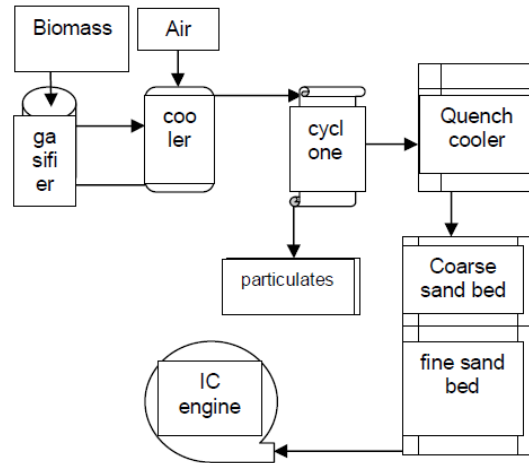 Biomass
Air
ga
sifi
er
coo
ler
cycl
one
Quench
cooler
particulates
Coarse
sand bed
fine sand
bed
IC
engine